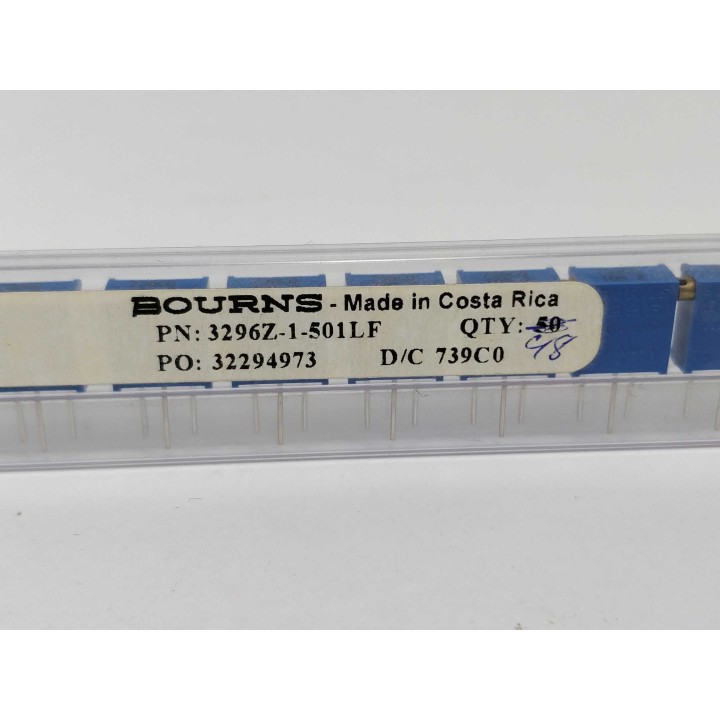 BOURNS - Made in Costa Rica
PN: 3296Z-1-501LF QTY: 50
48
PO: 32294973 D/C 739C0